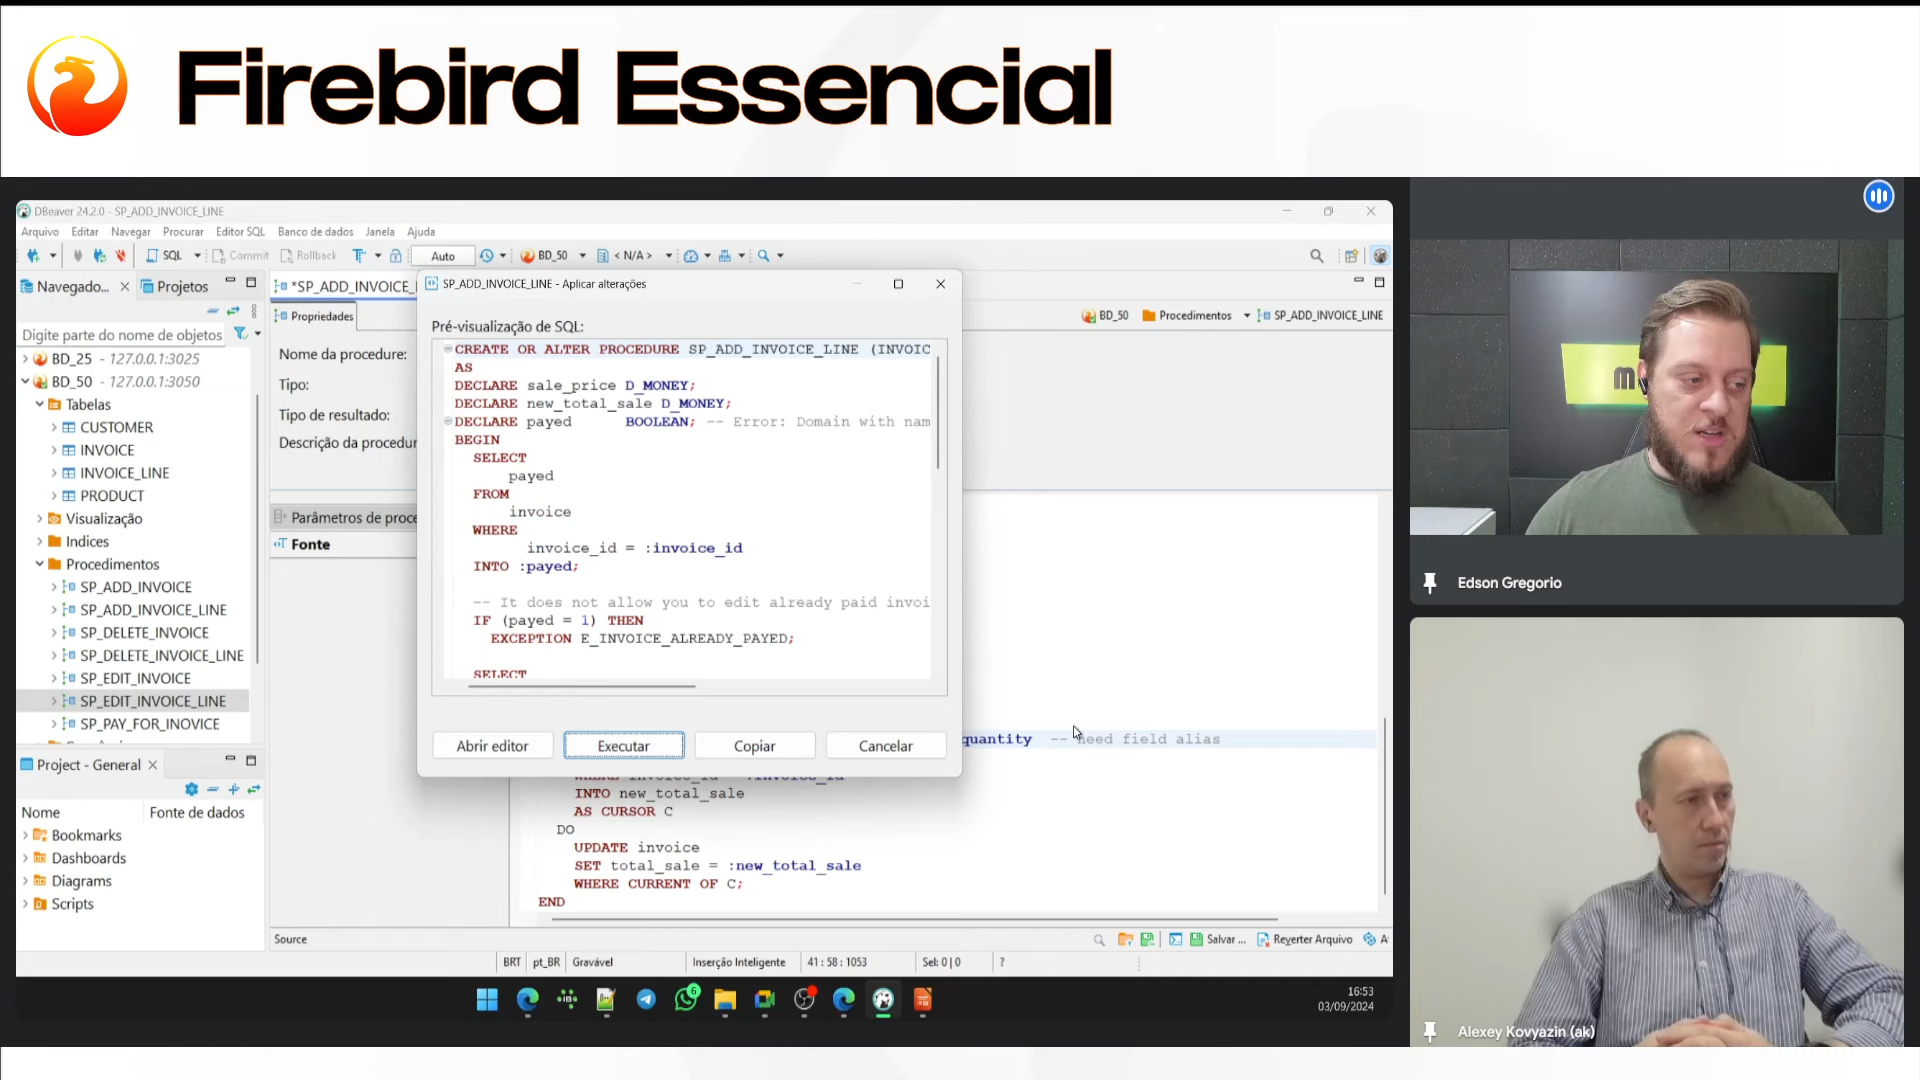 Firebird Essencial
DBeaver 24.2.0 - SP_ADD_INVOICE_LINE
Arquivo Editar Navegar Procurar Editor SQL Banco de dados Janela Ajuda
SQL Commit Rollback Auto BD_50 < N/A >
Navegado... Projetos
Digite parte do nome de objetos
BD_25 - 127.0.0.1:3025
BD_50 - 127.0.0.1:3050
Tabelas
CUSTOMER
INVOICE
INVOICE_LINE
PRODUCT
Visualização
Indices
Procedimentos
SP_ADD_INVOICE
SP_ADD_INVOICE_LINE
SP_DELETE_INVOICE
SP_DELETE_INVOICE_LINE
SP_EDIT_INVOICE
SP_EDIT_INVOICE_LINE
SP_PAY_FOR_INOVICE
Project - General
Nome Fonte de dados
Bookmarks
Dashboards
Diagrams
Scripts
*SP_ADD_INVOICE_
Propriedades
BD_50 Procedimentos SP_ADD_INVOICE_LINE
Nome da procedure:
Tipo:
Tipo de resultado:
Descrição da procedur
Parâmetros de proce
Fonte
SP_ADD_INVOICE_LINE - Aplicar alterações
Pré-visualização de SQL:
CREATE OR ALTER PROCEDURE SP_ADD_INVOICE_LINE (INVOIC
AS
DECLARE sale_price D_MONEY;
DECLARE new_total_sale D_MONEY;
DECLARE payed BOOLEAN; -- Error: Domain with nam
BEGIN
SELECT
payed
FROM
invoice
WHERE
invoice_id = :invoice_id
INTO :payed;
-- It does not allow you to edit already paid invoi
IF (payed = 1) THEN
EXCEPTION E_INVOICE_ALREADY_PAYED;
SELECT
Abrir editor Executar Copiar Cancelar
quantity -- need field alias
WHERE invoice_id = :invoice_id
INTO new_total_sale
AS CURSOR C
DO
UPDATE invoice
SET total_sale = :new_total_sale
WHERE CURRENT OF C;
END
Source Salvar ... Reverter Arquivo A
BRT pt_BR Gravável Inserção Inteligente 41 : 58 : 1053 Sel: 0 | 0 ?
6
16:53
03/09/2024
m
Edson Gregorio
Alexey Kovyazin (ak)